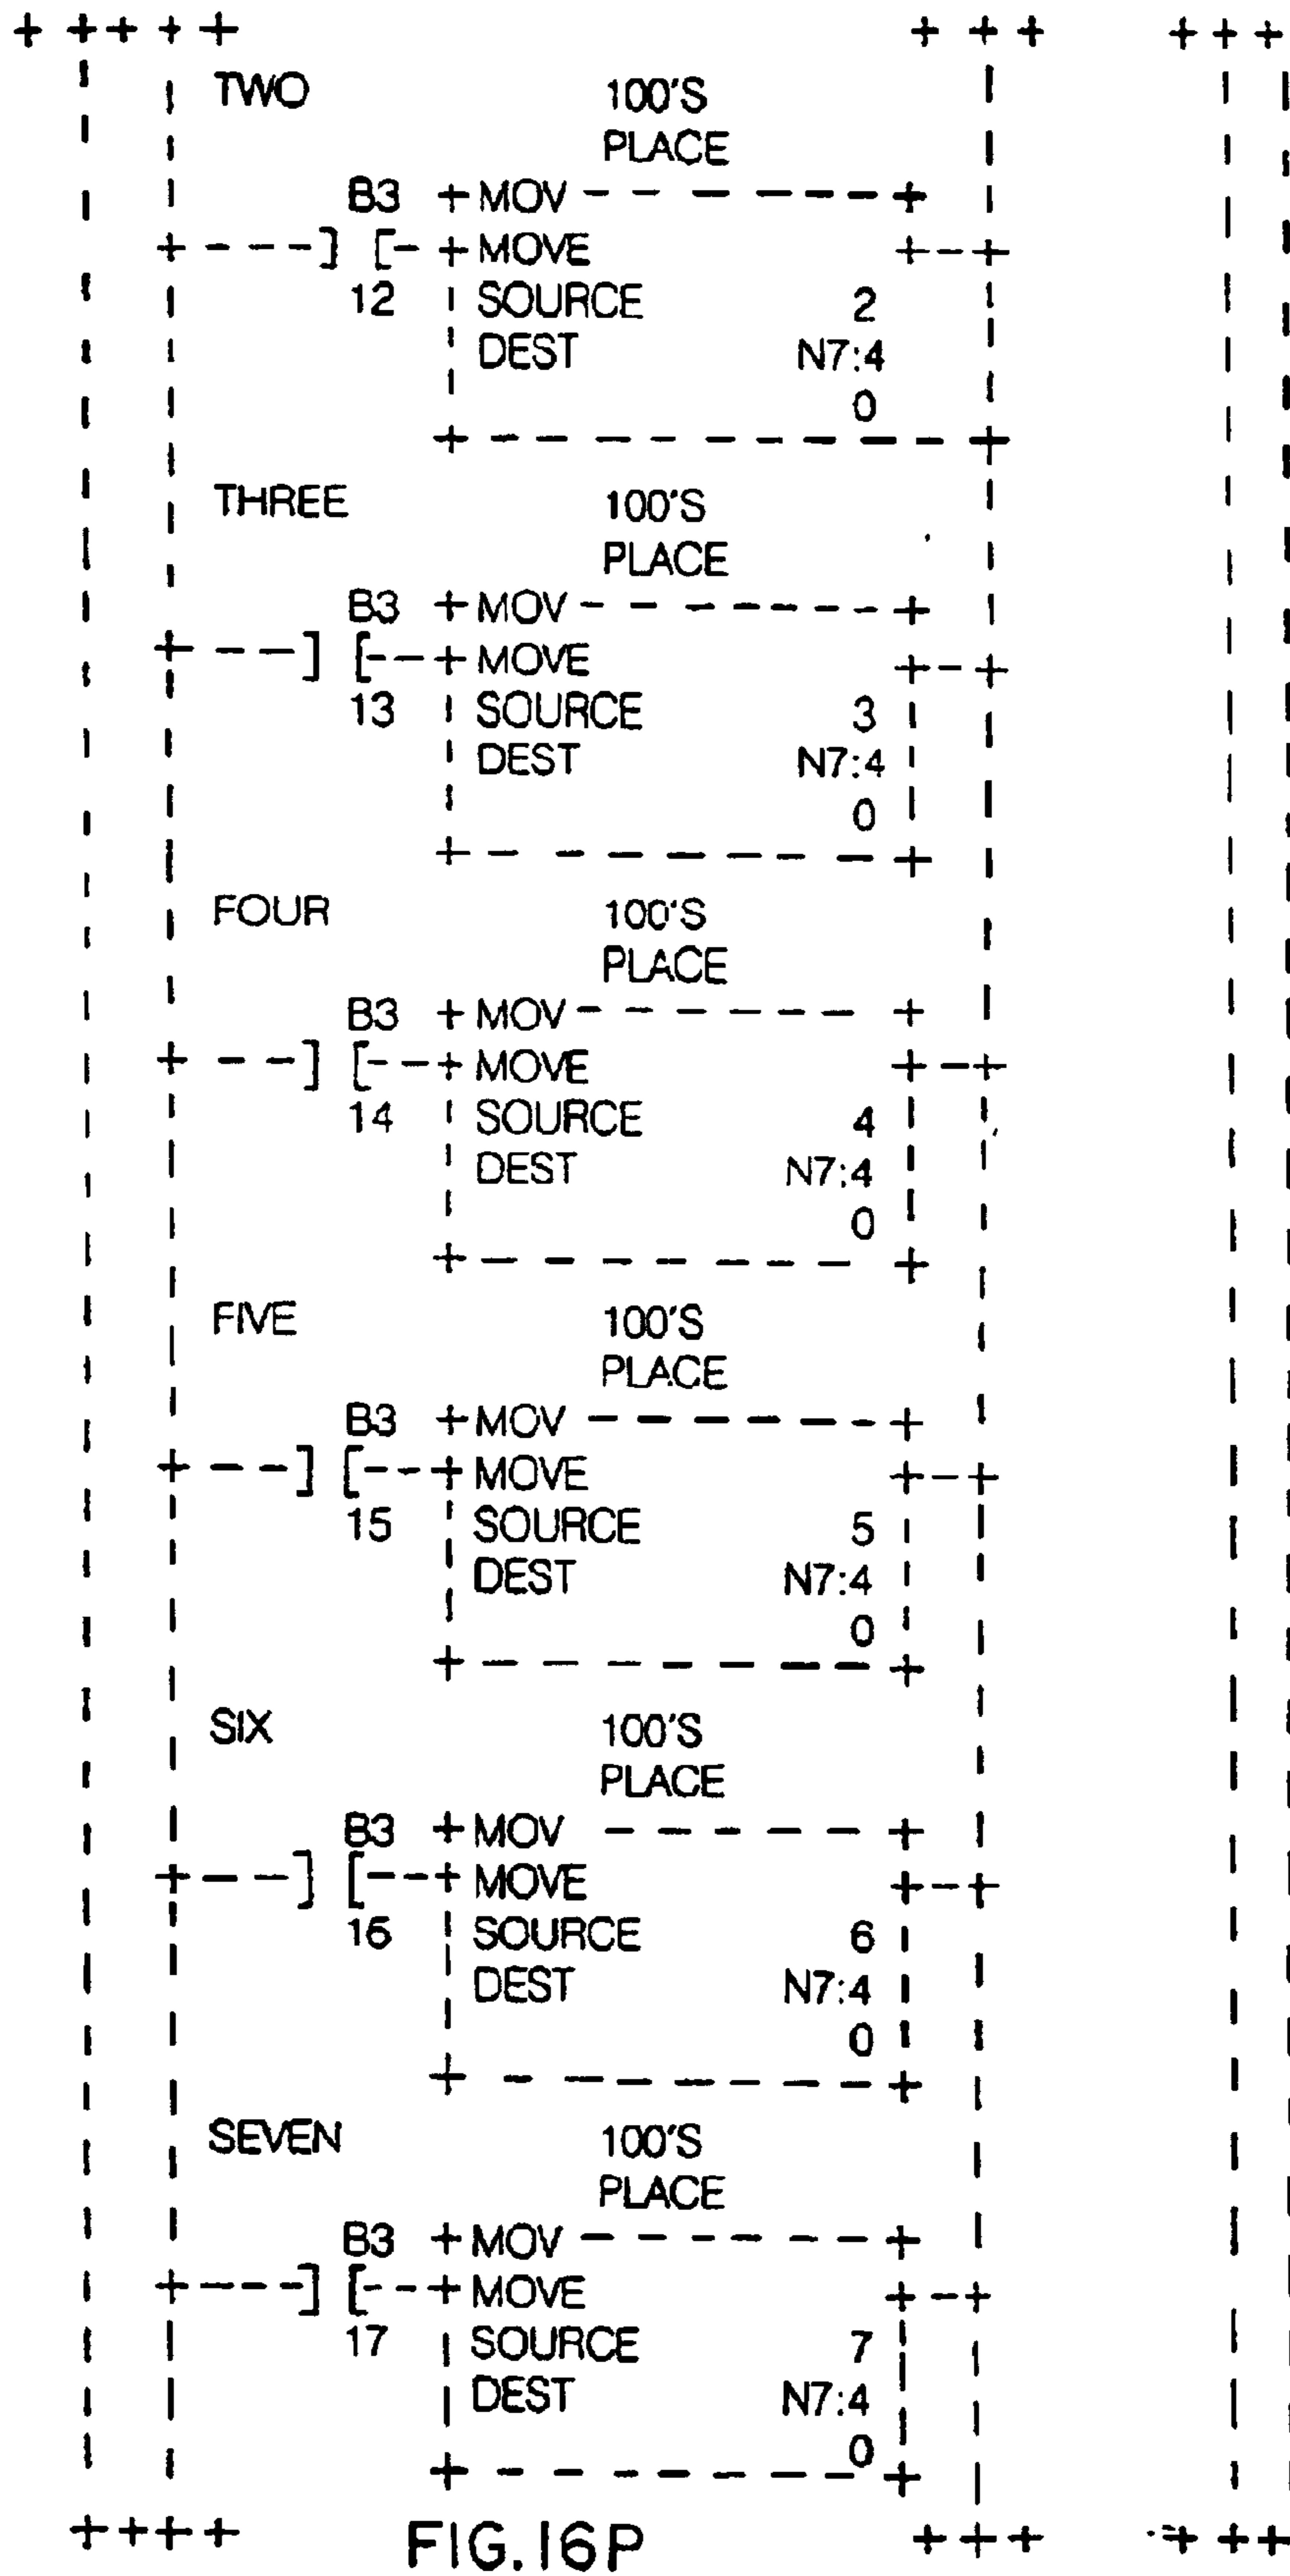 TWO 100'S
PLACE
B3 MOV
] [ MOVE
12 SOURCE 2
DEST N7:4
0
THREE 100'S
PLACE
B3 MOV
] [ MOVE
13 SOURCE 3
DEST N7:4
0
FOUR 100'S
PLACE
B3 MOV
] [ MOVE
14 SOURCE 4
DEST N7:4
0
FIVE 100'S
PLACE
B3 MOV
] [ MOVE
15 SOURCE 5
DEST N7:4
0
SIX 100'S
PLACE
B3 MOV
] [ MOVE
16 SOURCE 6
DEST N7:4
0
SEVEN 100'S
PLACE
B3 MOV
] [ MOVE
17 SOURCE 7
DEST N7:4
0
FIG.16P